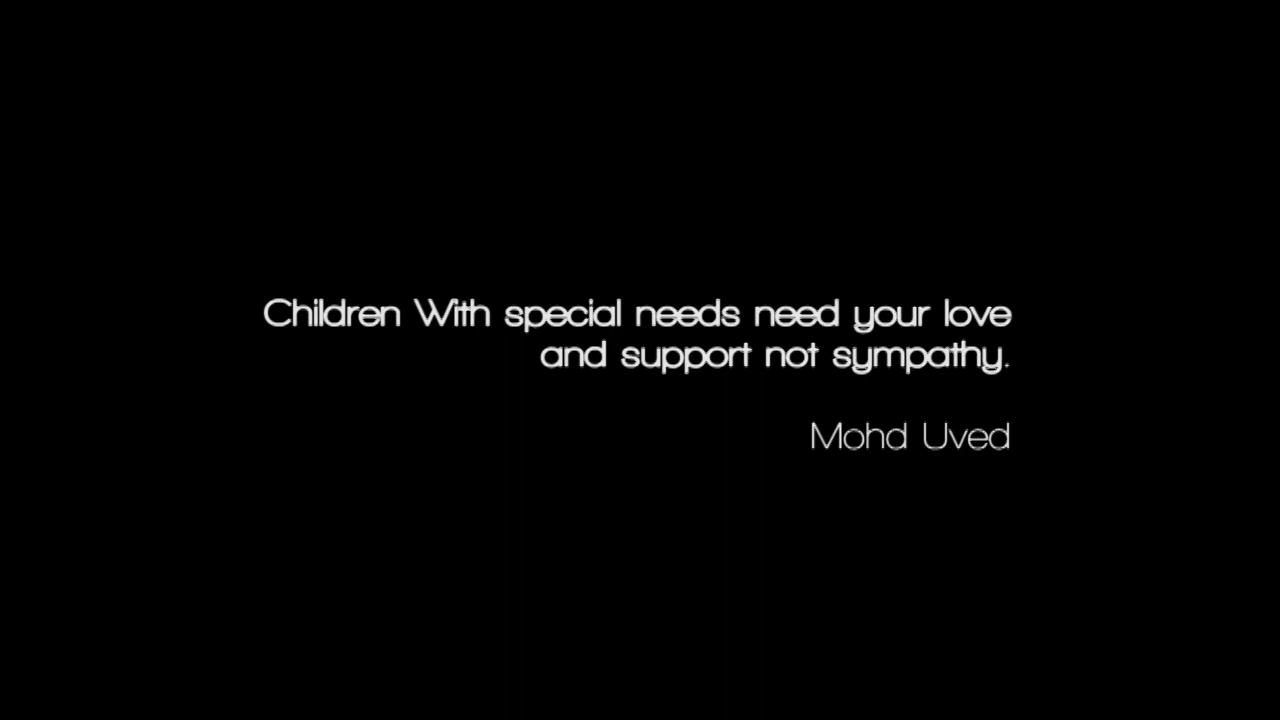 Children With special needs need your love
and support not sympathy.
Mohd Uved